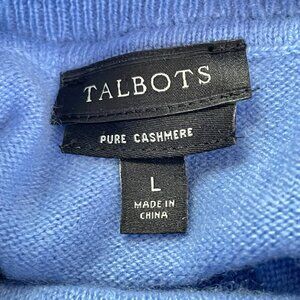 TALBOTS
PURE CASHMERE
L
MADE IN
CHINA